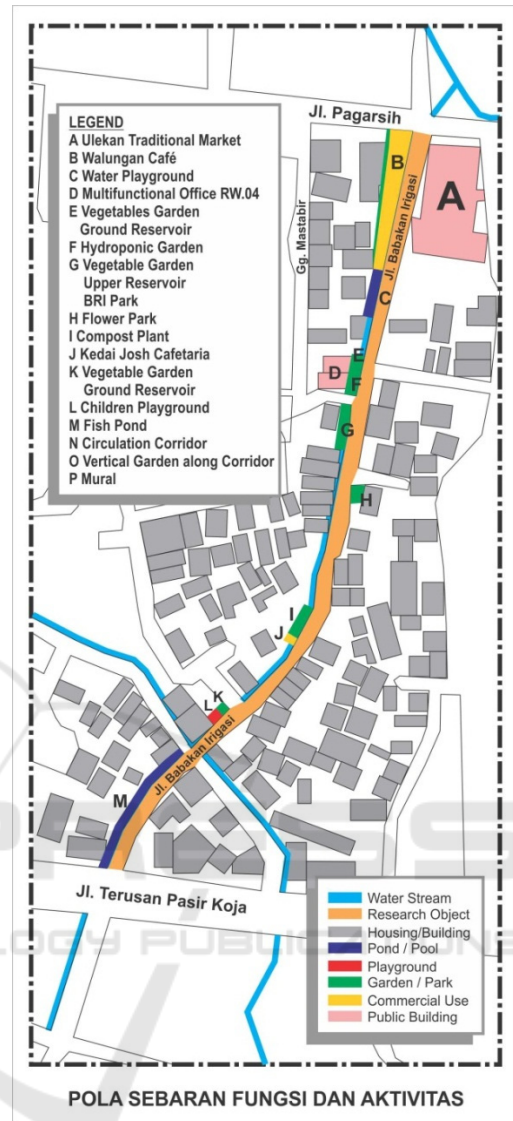 Jl. Pagarsih
LEGEND
A Ulekan Traditional Market
B Walungan Café
C Water Playground
D Multifunctional Office RW.04
E Vegetables Garden
Ground Reservoir
F Hydroponic Garden
G Vegetable Garden
Upper Reservoir
BRI Park
H Flower Park
I Compost Plant
J Kedai Josh Cafetaria
K Vegetable Garden
Ground Reservoir
L Children Playground
M Fish Pond
N Circulation Corridor
O Vertical Garden along Corridor
P Mural
B
A
Jl. Babakan Irigasi
Gg. Mastabir
C
E
D
F
G
H
I
J
K
L
Jl. Babakan Irigasi
M
Jl. Terusan Pasir Koja
Water Stream
Research Object
Housing/Building
Pond / Pool
Playground
Garden / Park
Commercial Use
Public Building
POLA SEBARAN FUNGSI DAN AKTIVITAS